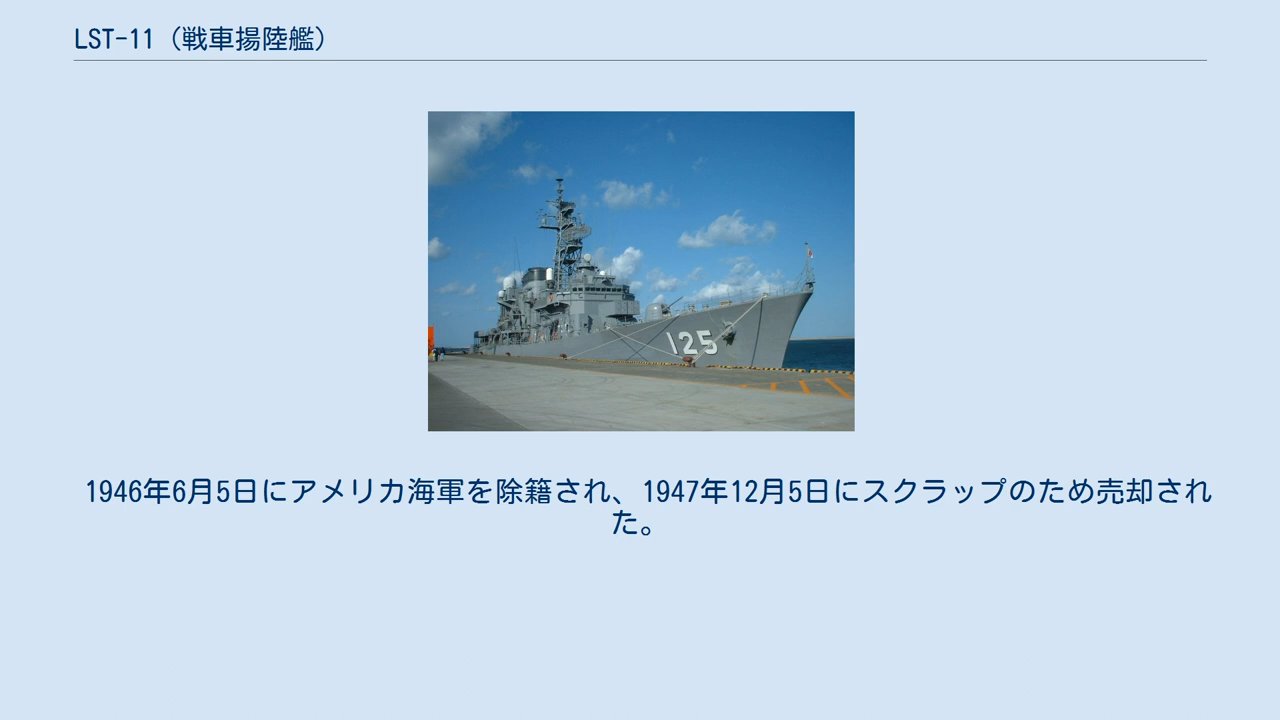 LST-11（戦車揚陸艦）
125
1946年6月5日にアメリカ海軍を除籍され、1947年12月5日にスクラップのため売却され
た。